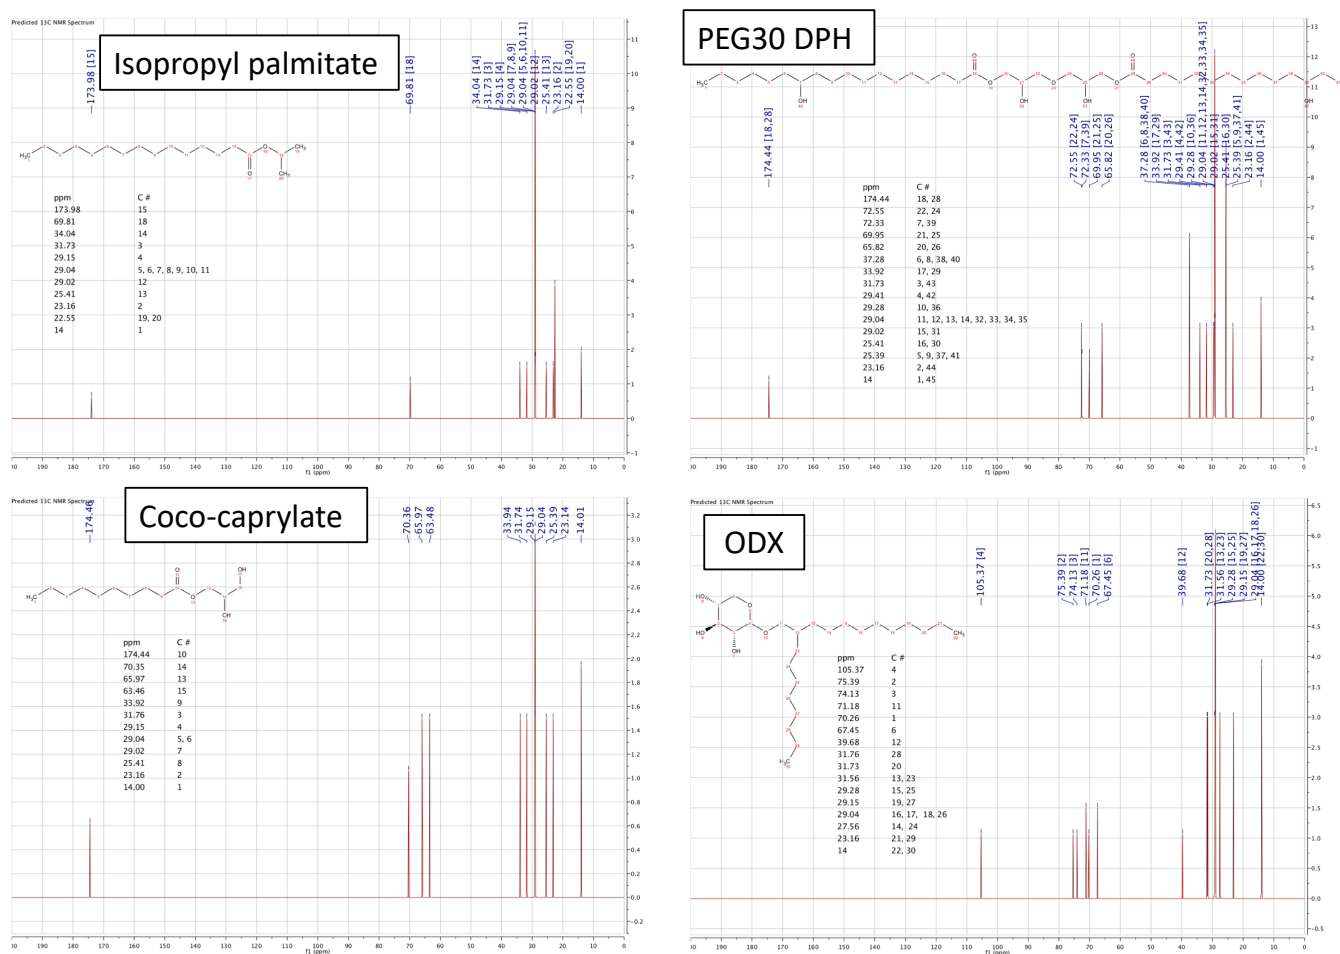 Predicted 13C NMR Spectrum
Isopropyl palmitate
173.98 [15]
69.81 [18]
34.04 [14]
31.73 [3]
29.15 [4]
29.04 [7,8,9]
29.04 [5,6,10,11]
29.02 [12]
25.41 [13]
23.16 [2]
22.55 [19,20]
14.00 [1]
ppm C #
173.98 15
69.81 18
34.04 14
31.73 3
29.15 4
29.04 5, 6, 7, 8, 9, 10, 11
29.02 12
25.41 13
23.16 2
22.55 19, 20
14 1
f1 (ppm)
PEG30 DPH
174.44 [18,28]
72.55 [22,24]
72.33 [7,39]
69.95 [21,25]
65.82 [20,26]
37.28 [6,8,38,40]
33.92 [17,29]
31.73 [3,43]
29.41 [4,42]
29.28 [10,36]
29.04 [11,12,13,14,32,33,34,35]
29.02 [15,31]
25.41 [16,30]
25.39 [5,9,37,41]
23.16 [2,44]
14.00 [1,45]
ppm C #
174.44 18, 28
72.55 22, 24
72.33 7, 39
69.95 21, 25
65.82 20, 26
37.28 6, 8, 38, 40
33.92 17, 29
31.73 3, 43
29.41 4, 42
29.28 10, 36
29.04 11, 12, 13, 14, 32, 33, 34, 35
29.02 15, 31
25.41 16, 30
25.39 5, 9, 37, 41
23.16 2, 44
14 1, 45
f1 (ppm)
Predicted 13C NMR Spectrum
Coco-caprylate
174.46
70.36
65.97
63.48
33.94
31.74
29.15
29.04
25.39
23.14
14.01
ppm C #
174.44 10
70.35 14
65.97 13
63.46 15
33.92 9
31.76 3
29.15 4
29.04 5, 6
29.02 7
25.41 8
23.16 2
14.00 1
f1 (ppm)
Predicted 13C NMR Spectrum
ODX
105.37 [4]
75.39 [2]
74.13 [3]
71.18 [11]
70.26 [1]
67.45 [6]
39.68 [12]
31.73 [20,28]
31.56 [13,23]
29.28 [15,25]
29.15 [19,27]
29.04 [16,17,18,26]
14.00 [22,30]
ppm C #
105.37 4
75.39 2
74.13 3
71.18 11
70.26 1
67.45 6
39.68 12
31.76 28
31.73 20
31.56 13, 23
29.28 15, 25
29.15 19, 27
29.04 16, 17, 18, 26
27.56 14, 24
23.16 21, 29
14 22, 30
f1 (ppm)